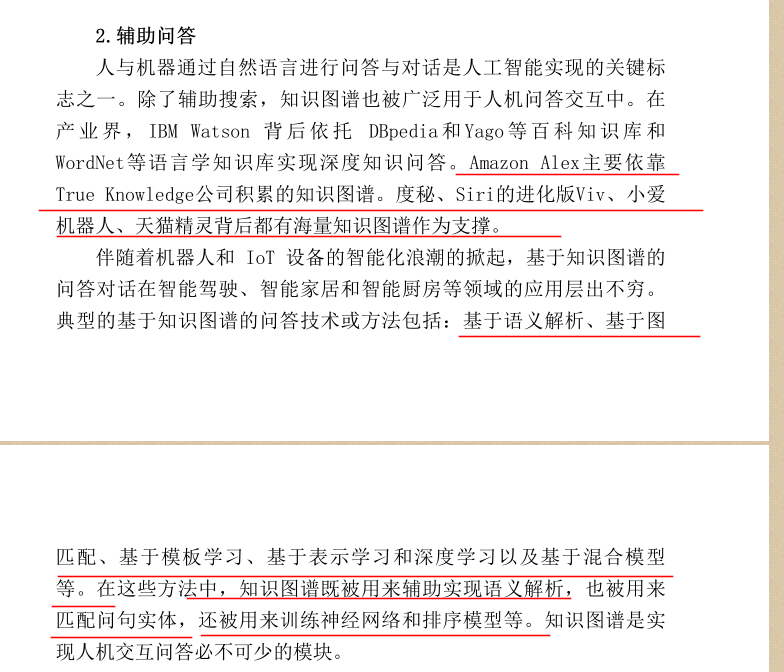 2.辅助问答
人与机器通过自然语言进行问答与对话是人工智能实现的关键标
志之一。除了辅助搜索，知识图谱也被广泛用于人机问答交互中。在
产业界，IBM Watson 背后依托 DBpedia和Yago等百科知识库和
WordNet等语言学知识库实现深度知识问答。Amazon Alex主要依靠
True Knowledge公司积累的知识图谱。度秘、Siri的进化版Viv、小爱
机器人、天猫精灵背后都有海量知识图谱作为支撑。
伴随着机器人和 IoT 设备的智能化浪潮的掀起，基于知识图谱的
问答对话在智能驾驶、智能家居和智能厨房等领域的应用层出不穷。
典型的基于知识图谱的问答技术或方法包括：基于语义解析、基于图
匹配、基于模板学习、基于表示学习和深度学习以及基于混合模型
等。在这些方法中，知识图谱既被用来辅助实现语义解析，也被用来
匹配问句实体，还被用来训练神经网络和排序模型等。知识图谱是实
现人机交互问答必不可少的模块。